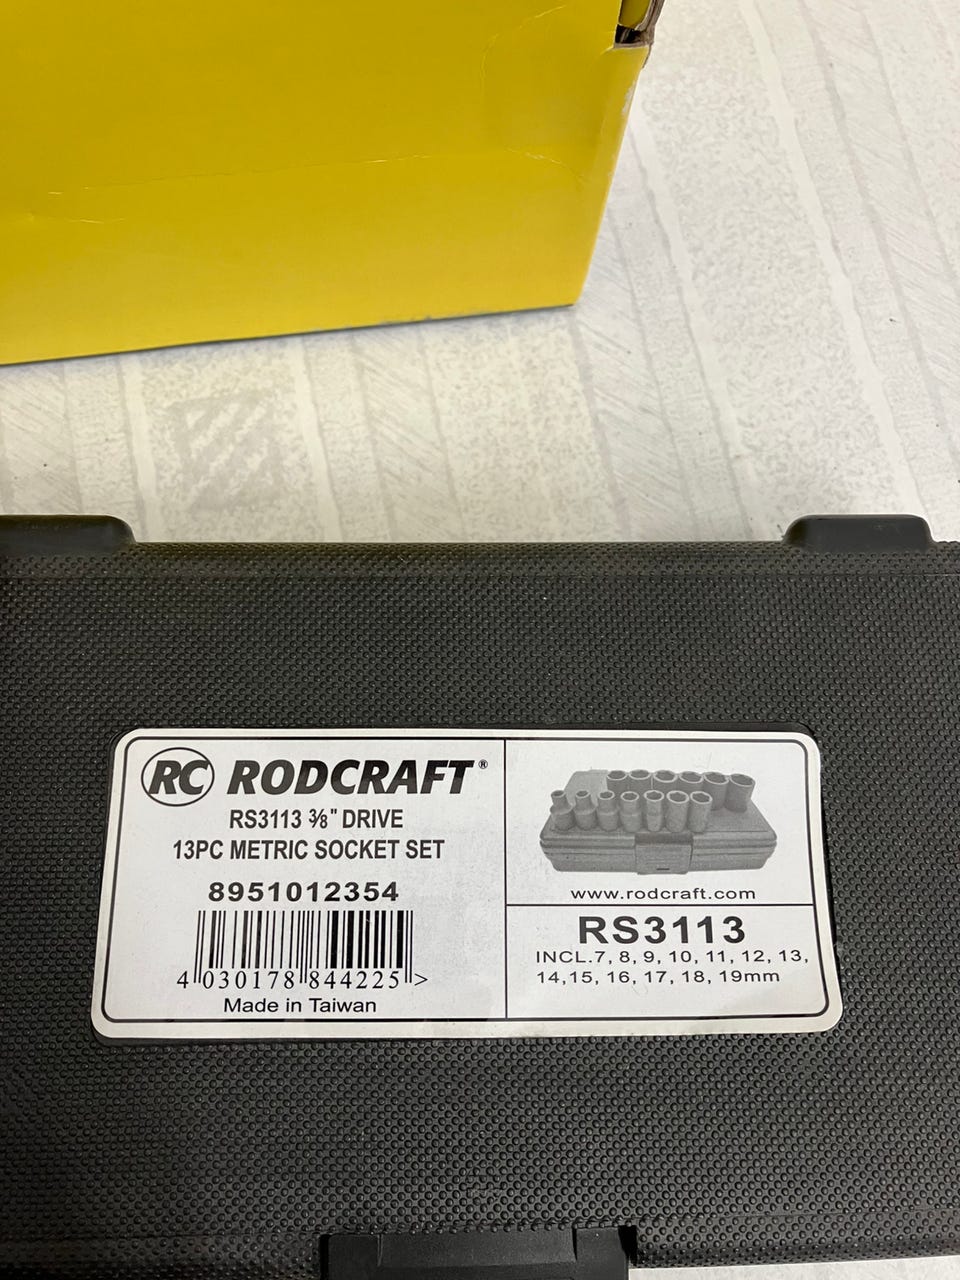 RC RODCRAFT®
RS3113 3/8" DRIVE
13PC METRIC SOCKET SET
8951012354
4 030178 844225 >
Made in Taiwan
www.rodcraft.com
RS3113
INCL.7, 8, 9, 10, 11, 12, 13,
14,15, 16, 17, 18, 19mm